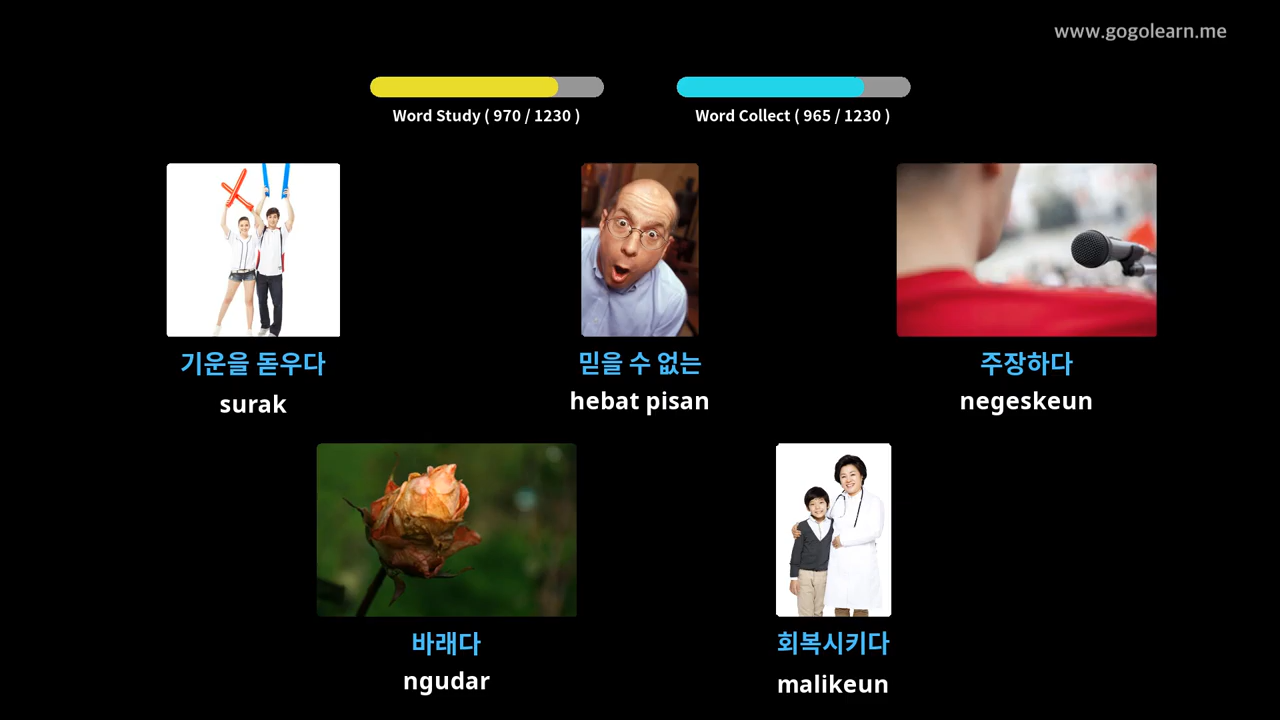 www.gogolearn.me
Word Study ( 970 / 1230 )
Word Collect ( 965 / 1230 )
기운을 돋우다
surak
믿을 수 없는
hebat pisan
주장하다
negeskeun
바래다
ngudar
회복시키다
malikeun